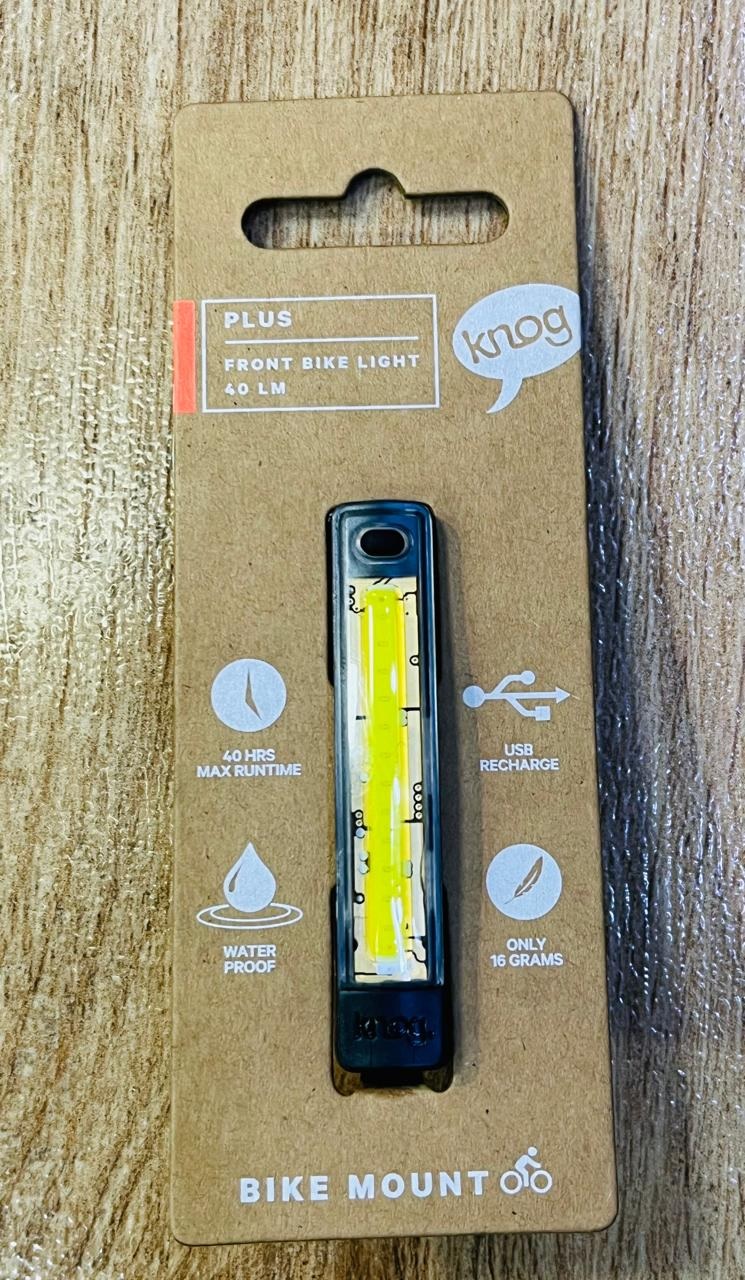 PLUS
FRONT BIKE LIGHT
40 LM
knog
40 HRS
MAX RUNTIME
USB
RECHARGE
WATER
PROOF
ONLY
16 GRAMS
knog.
BIKE MOUNT